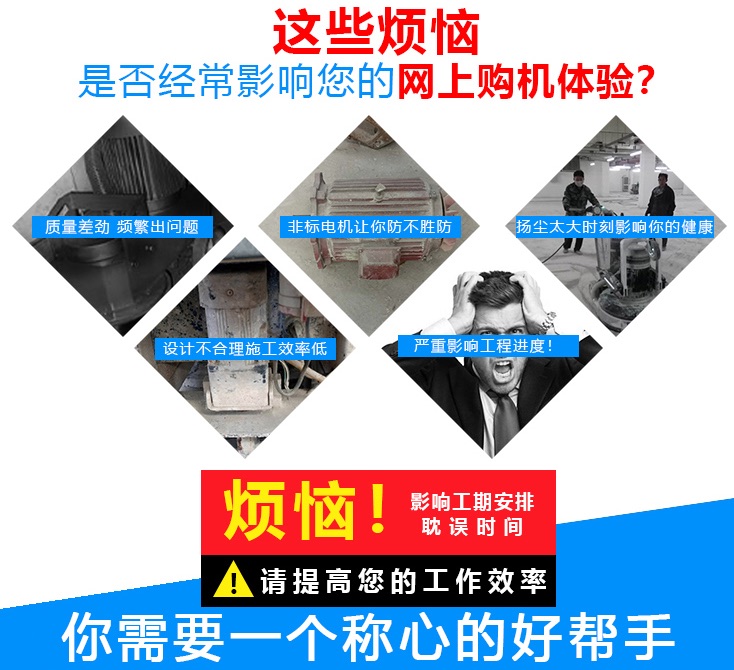 这些烦恼
是否经常影响您的网上购机体验？
质量差劲 频繁出问题
非标电机让你防不胜防
扬尘太大时刻影响你的健康
设计不合理施工效率低
严重影响工程进度！
烦恼！
影响工期安排
耽误时间
请提高您的工作效率
你需要一个称心的好帮手